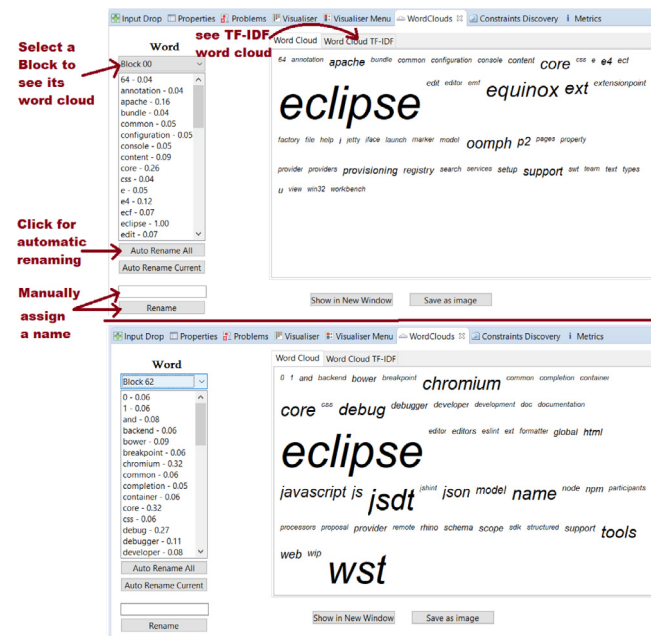 see TF-IDF
word cloud
Input Drop Properties Problems Visualiser Visualiser Menu WordClouds Constraints Discovery i Metrics
Select a
Block to
see its
word cloud
Word
Block 00
64 - 0.04
annotation - 0.04
apache - 0.16
bundle - 0.04
common - 0.05
configuration - 0.05
console - 0.05
content - 0.09
core - 0.26
css - 0.04
e - 0.05
e4 - 0.12
ecf - 0.07
eclipse - 1.00
edit - 0.07
Click for
automatic
renaming
Auto Rename All
Auto Rename Current
Manually
assign
a name
Rename
Word Cloud Word Cloud TF-IDF
64 annotation apache bundle common configuration console content core css e e4 ecf
eclipse edit editor emf equinox ext extensionpoint
factory file help j jetty jface launch marker model oomph p2 pages property
provider providers provisioning registry search services setup support swt team text types
u view win32 workbench
Show in New Window Save as image
Input Drop Properties Problems Visualiser Visualiser Menu WordClouds Constraints Discovery i Metrics
Word
Block 62
0 - 0.06
1 - 0.06
and - 0.08
backend - 0.06
bower - 0.09
breakpoint - 0.06
chromium - 0.32
common - 0.06
completion - 0.05
container - 0.06
core - 0.32
css - 0.06
debug - 0.27
debugger - 0.11
developer - 0.08
Auto Rename All
Auto Rename Current
Rename
Word Cloud Word Cloud TF-IDF
0 1 and backend bower breakpoint chromium common completion container
core css debug debugger developer development doc documentation
eclipse editor editors eslint ext formatter global html
javascript js jsdt jshint json model name node npm participants
processors proposal provider remote rhino schema scope sdk structured support tools
web wip wst
Show in New Window Save as image